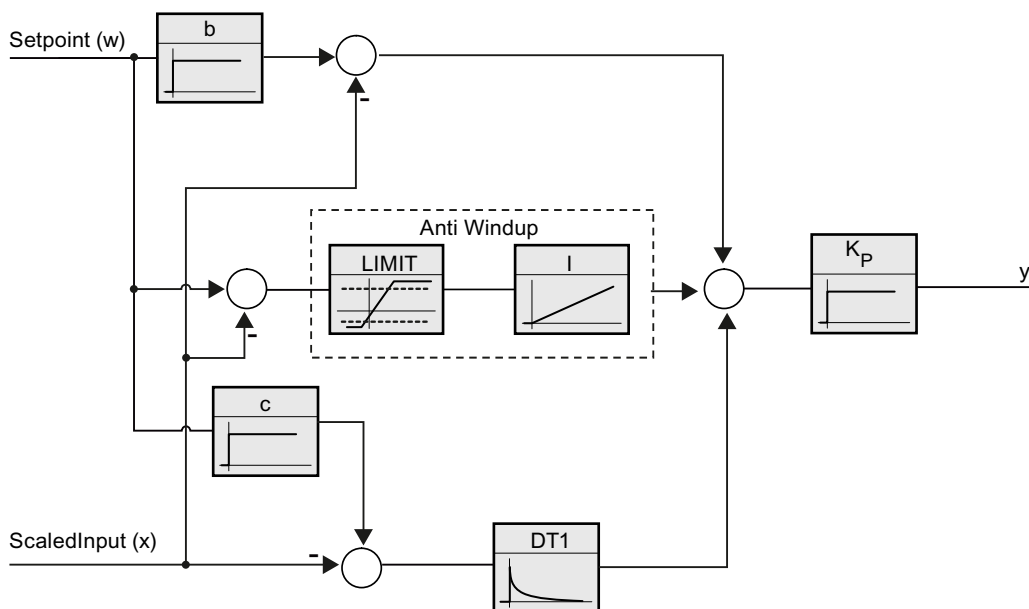 Setpoint (w)
b
-
Anti Windup
LIMIT
I
K_P
y
-
c
ScaledInput (x)
-
DT1